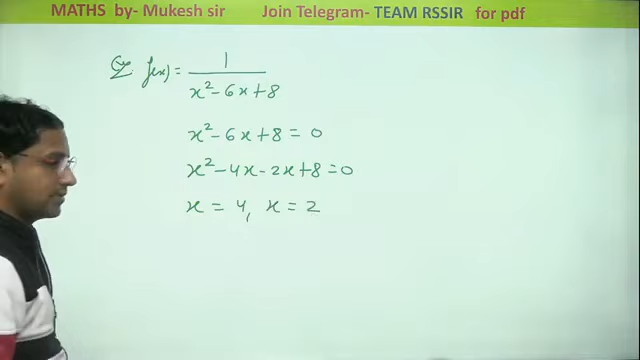 MATHS by- Mukesh sir Join Telegram- TEAM RSSIR for pdf
Ex f(x) = 1 / x² - 6x + 8
x² - 6x + 8 = 0
x² - 4x - 2x + 8 = 0
x = 4, x = 2